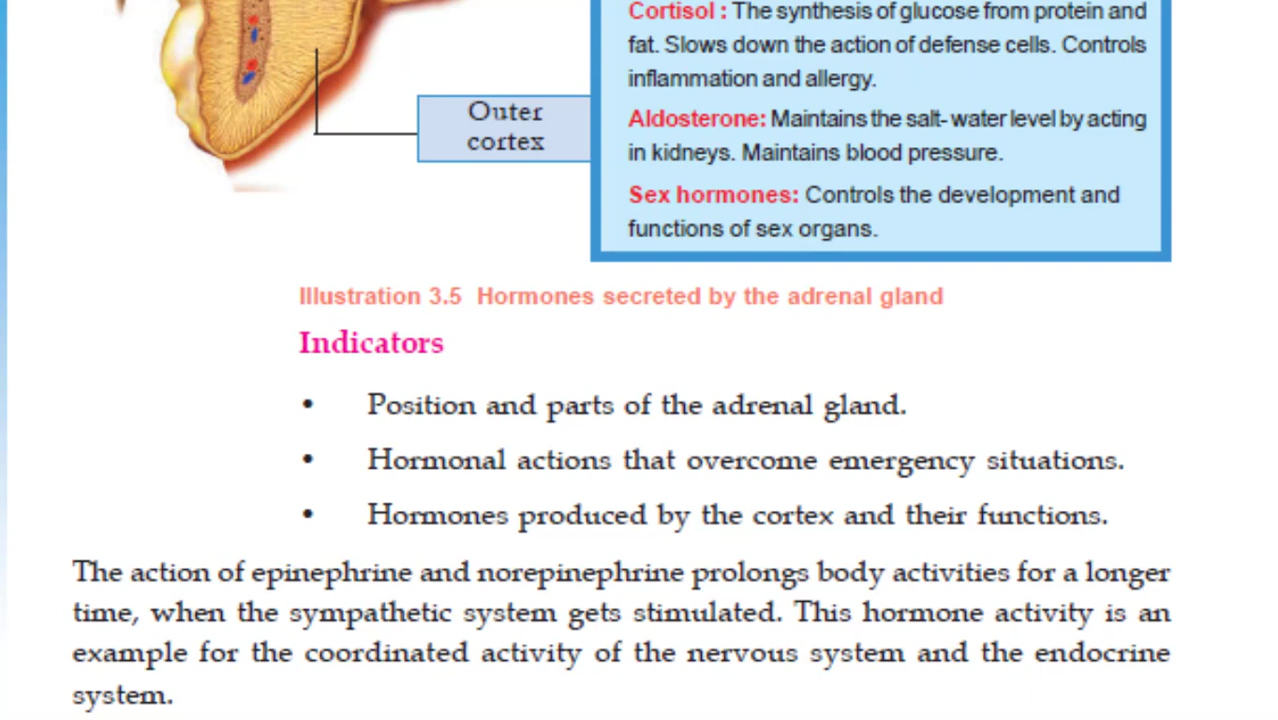 Cortisol : The synthesis of glucose from protein and
fat. Slows down the action of defense cells. Controls
inflammation and allergy.
Outer
cortex
Aldosterone: Maintains the salt- water level by acting
in kidneys. Maintains blood pressure.
Sex hormones: Controls the development and
functions of sex organs.
Illustration 3.5 Hormones secreted by the adrenal gland
Indicators
• Position and parts of the adrenal gland.
• Hormonal actions that overcome emergency situations.
• Hormones produced by the cortex and their functions.
The action of epinephrine and norepinephrine prolongs body activities for a longer
time, when the sympathetic system gets stimulated. This hormone activity is an
example for the coordinated activity of the nervous system and the endocrine
system.